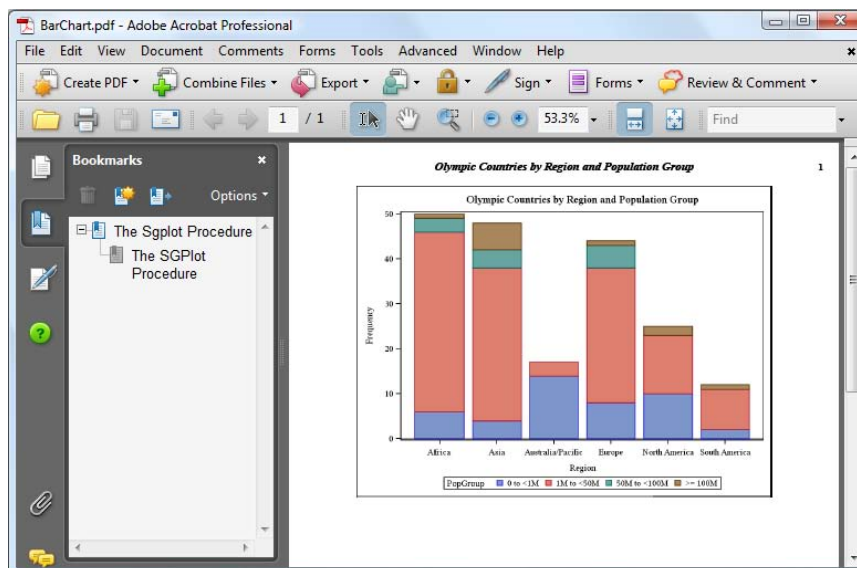 BarChart.pdf - Adobe Acrobat Professional
File Edit View Document Comments Forms Tools Advanced Window Help
Create PDF Combine Files Export Sign Forms Review & Comment
1 / 1 53.3% Find
Bookmarks
Options
The Sgplot Procedure
The SGPlot
Procedure
Olympic Countries by Region and Population Group 1
Olympic Countries by Region and Population Group
50
40
30
20
10
0
Frequency
Africa Asia Australia/Pacific Europe North America South America
Region
PopGroup 0 to <1M 1M to <50M 50M to <100M >= 100M